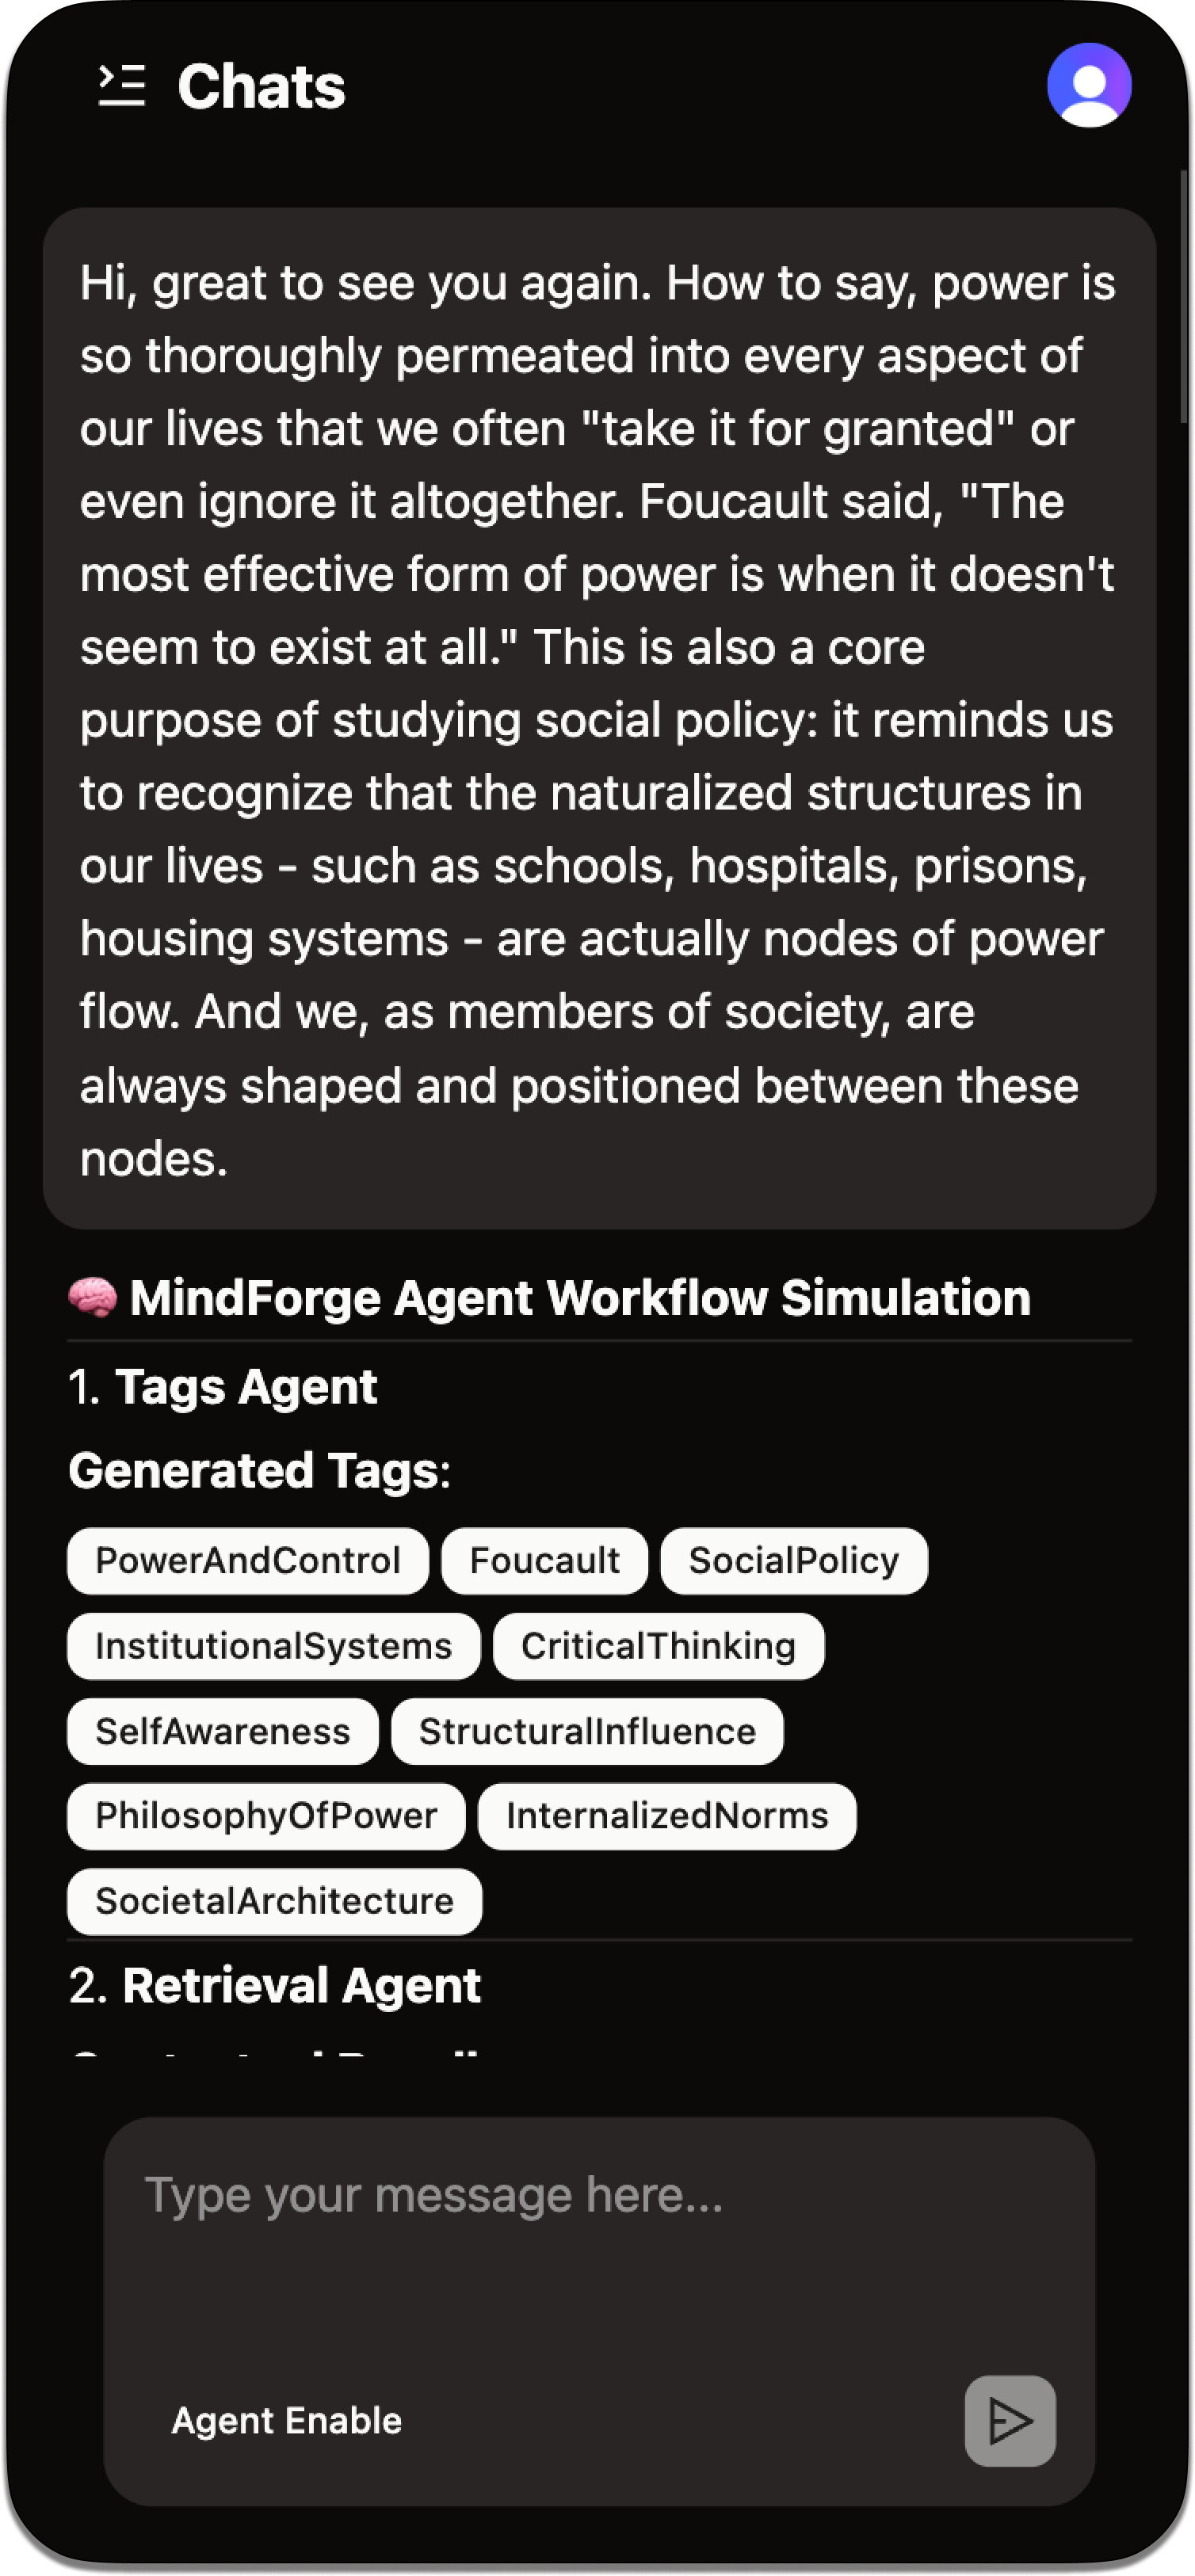 Chats
Hi, great to see you again. How to say, power is
so thoroughly permeated into every aspect of
our lives that we often "take it for granted" or
even ignore it altogether. Foucault said, "The
most effective form of power is when it doesn't
seem to exist at all." This is also a core
purpose of studying social policy: it reminds us
to recognize that the naturalized structures in
our lives - such as schools, hospitals, prisons,
housing systems - are actually nodes of power
flow. And we, as members of society, are
always shaped and positioned between these
nodes.
🧠 MindForge Agent Workflow Simulation
1. Tags Agent
Generated Tags:
PowerAndControl Foucault SocialPolicy
InstitutionalSystems CriticalThinking
SelfAwareness StructuralInfluence
PhilosophyOfPower InternalizedNorms
SocietalArchitecture
2. Retrieval Agent
Type your message here...
Agent Enable